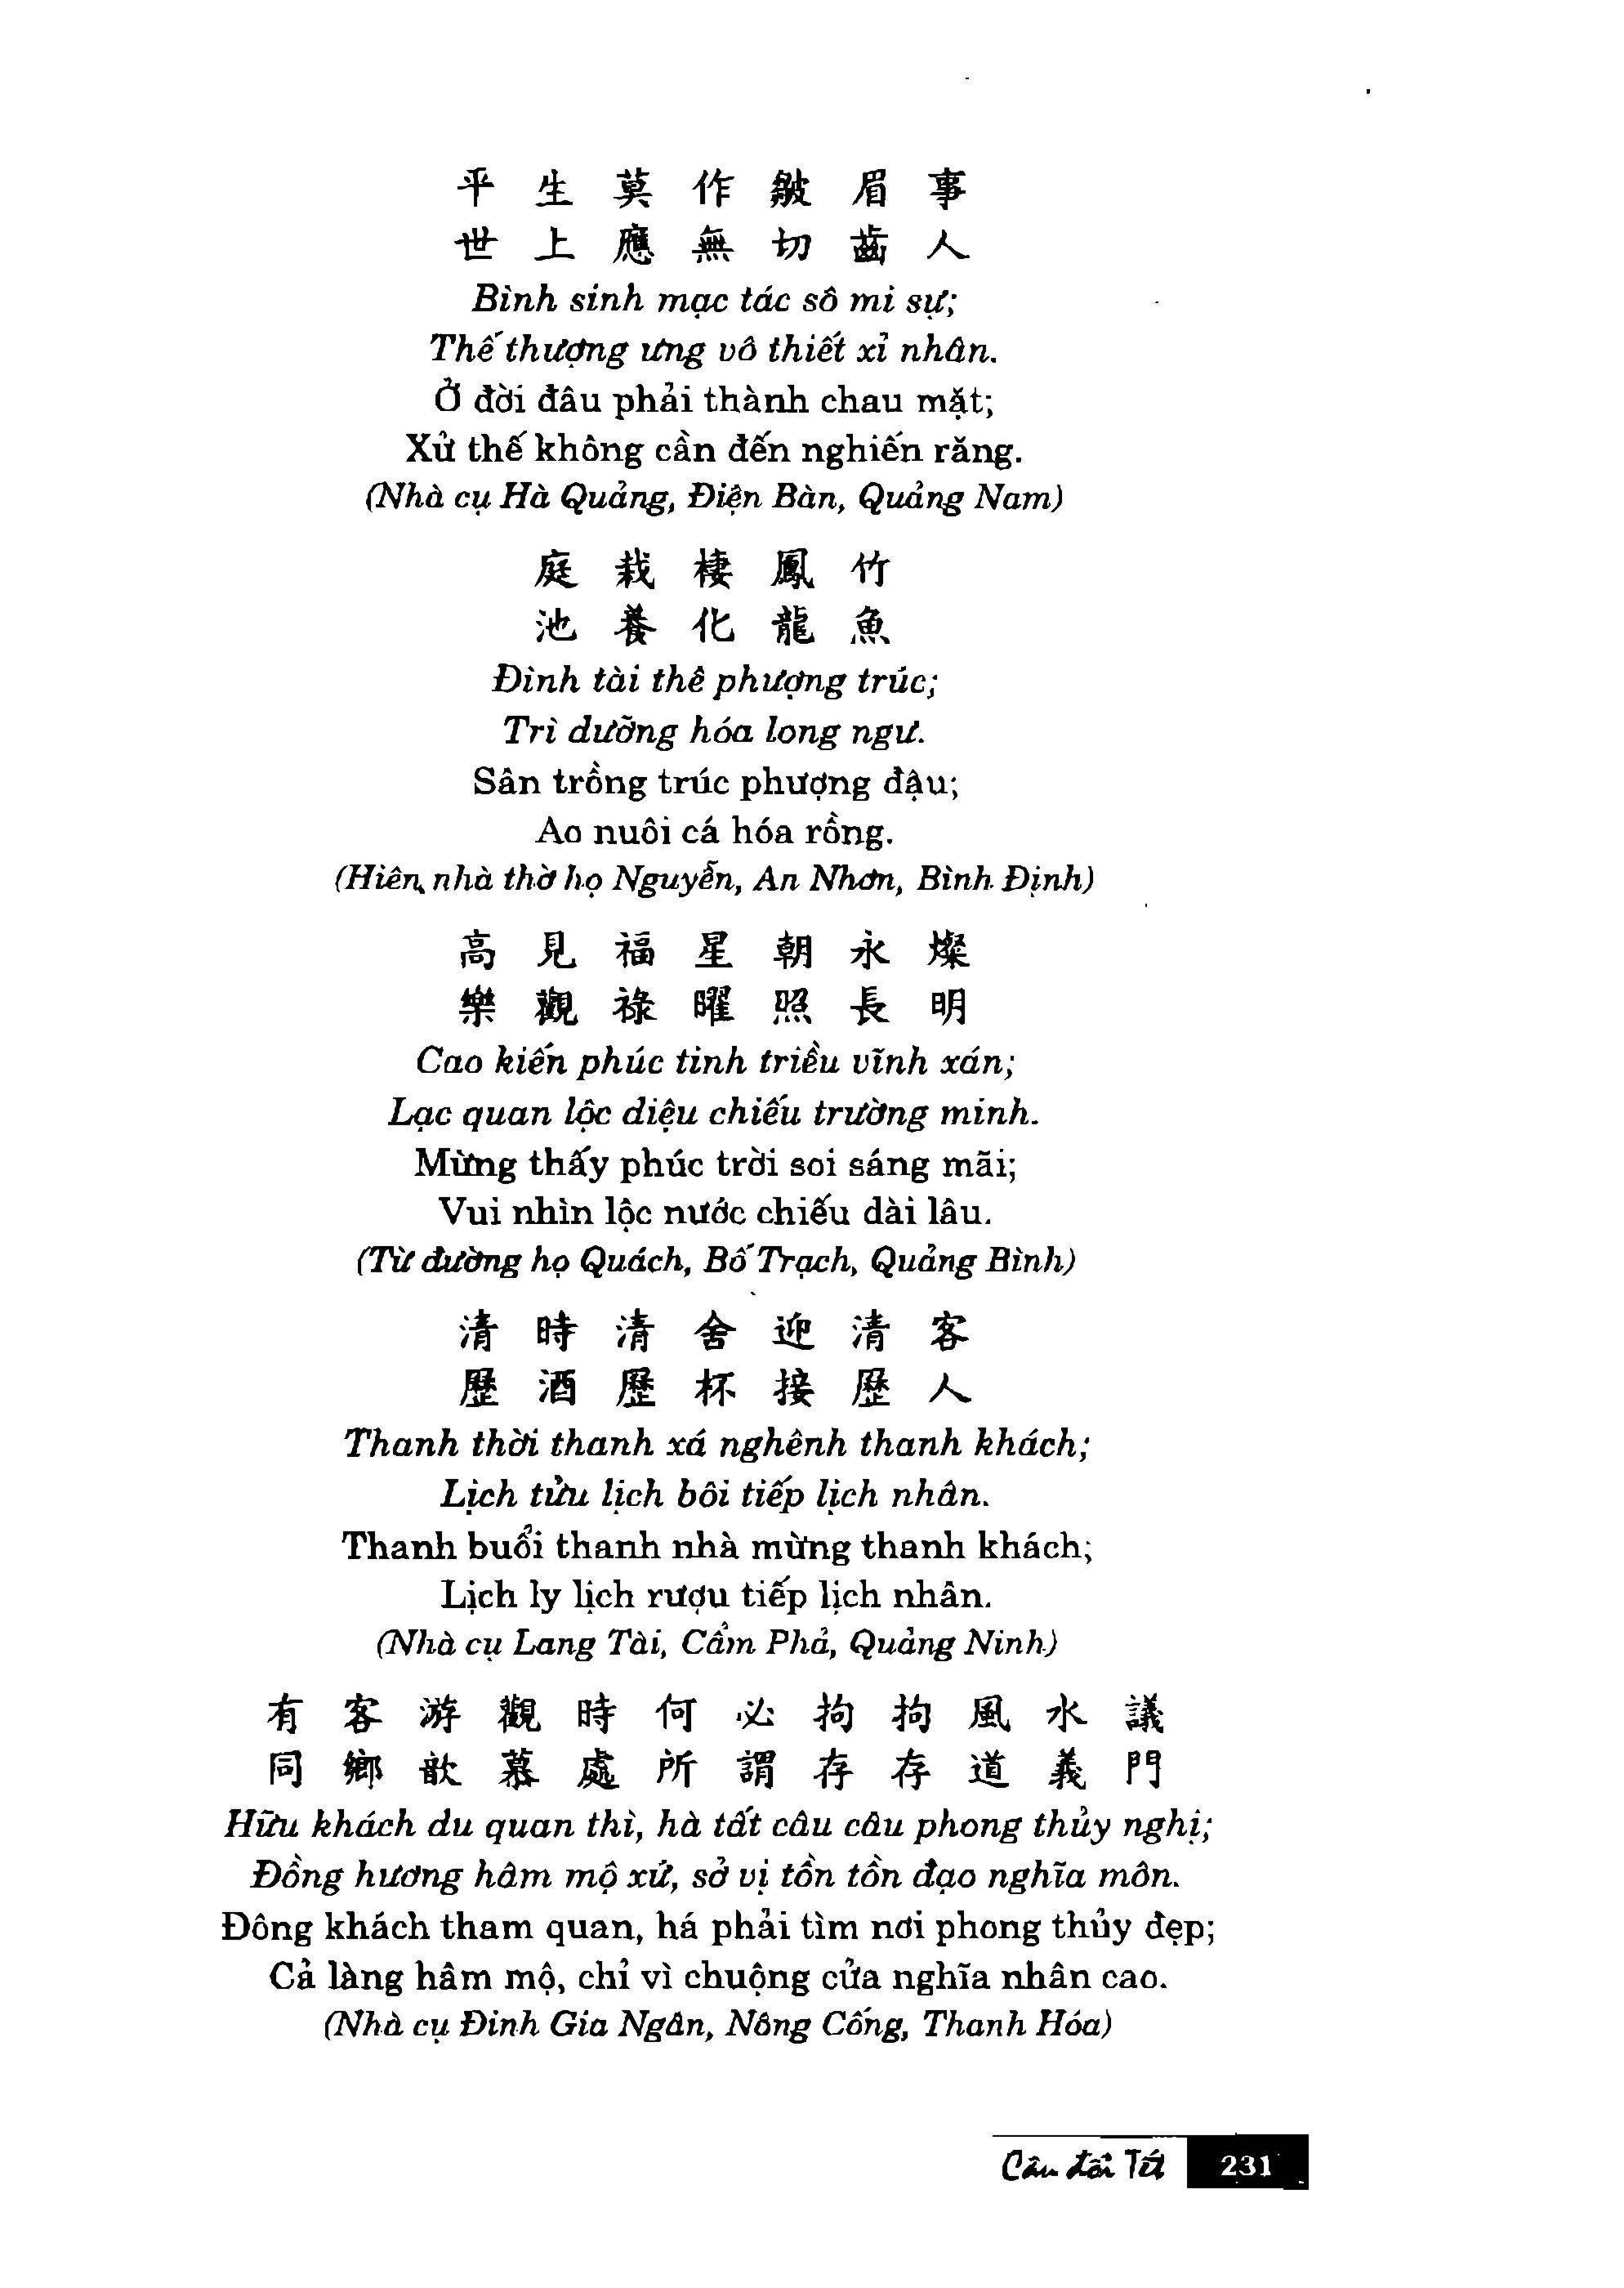 平生莫作皺眉事
世上應無切齒人
Bình sinh mạc tác sô mi sự;
Thế thượng ưng vô thiết xỉ nhân.
Ở đời đâu phải thành chau mặt;
Xử thế không cần đến nghiến răng.
(Nhà cụ Hà Quảng, Điện Bàn, Quảng Nam)
庭栽棲鳳竹
池養化龍魚
Đình tài thê phượng trúc;
Trì dưỡng hóa long ngư.
Sân trồng trúc phượng đậu;
Ao nuôi cá hóa rồng.
(Hiên nhà thờ họ Nguyễn, An Nhơn, Bình Định)
高見福星朝永燦
樂觀祿曜照長明
Cao kiến phúc tinh triều vĩnh xán;
Lạc quan lộc diệu chiếu trường minh.
Mừng thấy phúc trời soi sáng mãi;
Vui nhìn lộc nước chiếu dài lâu.
(Từ đường họ Quách, Bố Trạch, Quảng Bình)
清時清舍迎清客
歷酒歷杯接歷人
Thanh thời thanh xá nghênh thanh khách;
Lịch tửu lịch bôi tiếp lịch nhân.
Thanh buổi thanh nhà mừng thanh khách;
Lịch ly lịch rượu tiếp lịch nhân.
(Nhà cụ Lang Tài, Cẩm Phả, Quảng Ninh)
有客游觀時何必拘拘風水議
同鄉歆慕處所謂存存道義門
Hữu khách du quan thì, hà tất câu câu phong thủy nghị;
Đồng hương hâm mộ xứ, sở vị tồn tồn đạo nghĩa môn.
Đông khách tham quan, há phải tìm nơi phong thủy đẹp;
Cả làng hâm mộ, chỉ vì chuộng cửa nghĩa nhân cao.
(Nhà cụ Đinh Gia Ngân, Nông Cống, Thanh Hóa)
Câu đối Tết 231